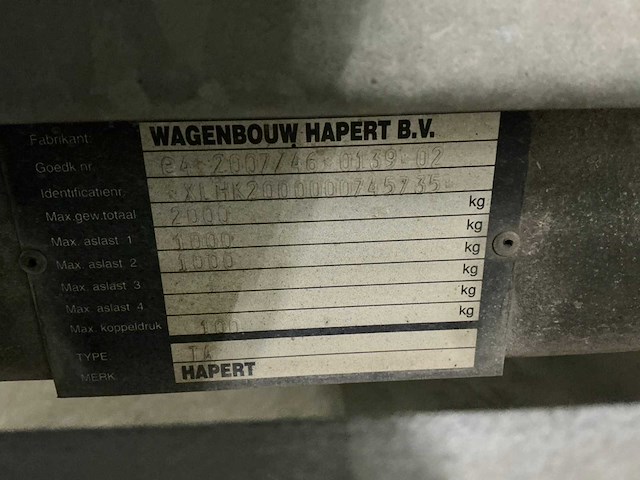 Fabrikant: WAGENBOUW HAPERT B.V.
Goedk nr. e4*2007/46*0139*02
Identificatienr. *XLHK2000000745735*
Max.gew.totaal 2000 kg
Max. aslast 1 1000 kg
Max. aslast 2 1000 kg
Max. aslast 3 kg
Max. aslast 4 kg
Max. koppeldruk 100 kg
TYPE
MERK HAPERT